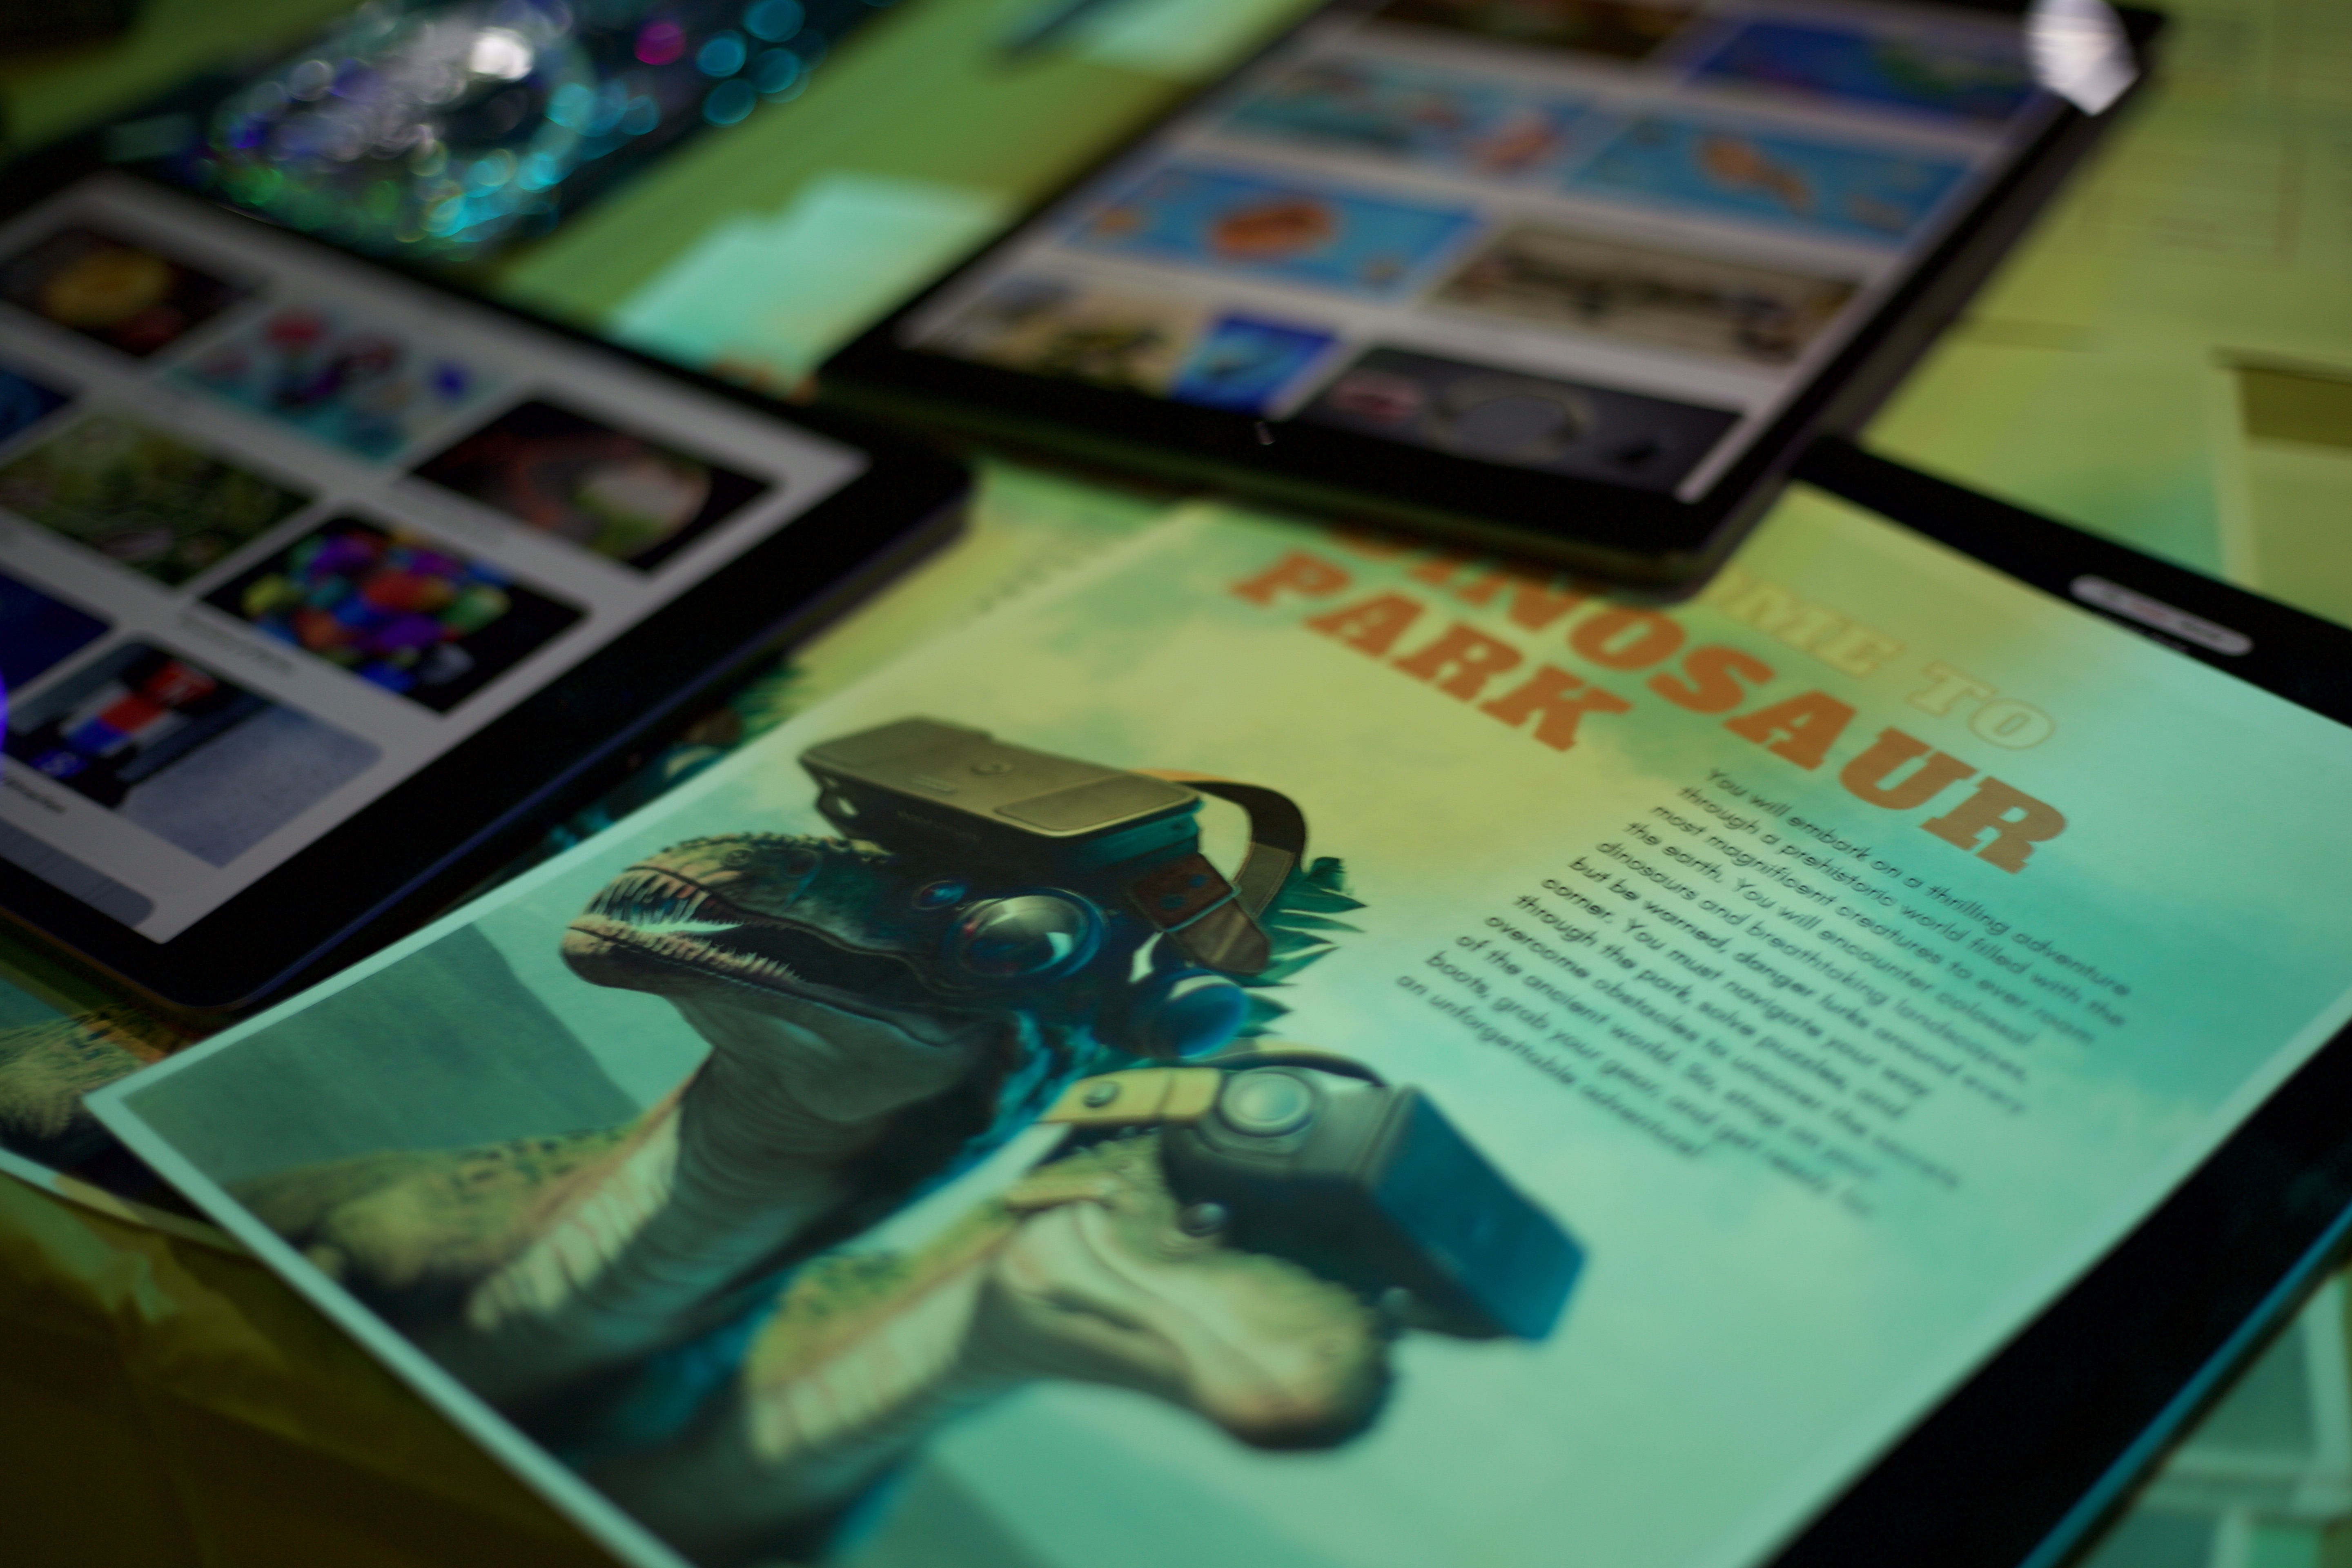 OME TO
DINOSAUR
PARK
You will embark on a thrilling adventure
through a prehistoric world filled with the
most magnificent creatures to ever roam
the earth. You will encounter colossal
dinosaurs and breathtaking landscapes,
but be warned, danger lurks around every
corner. You must navigate your way
through the park, solve puzzles, and
overcome obstacles to uncover the secrets
of the ancient world. So, strap on your
boots, grab your gear, and get ready for
an unforgettable adventure!